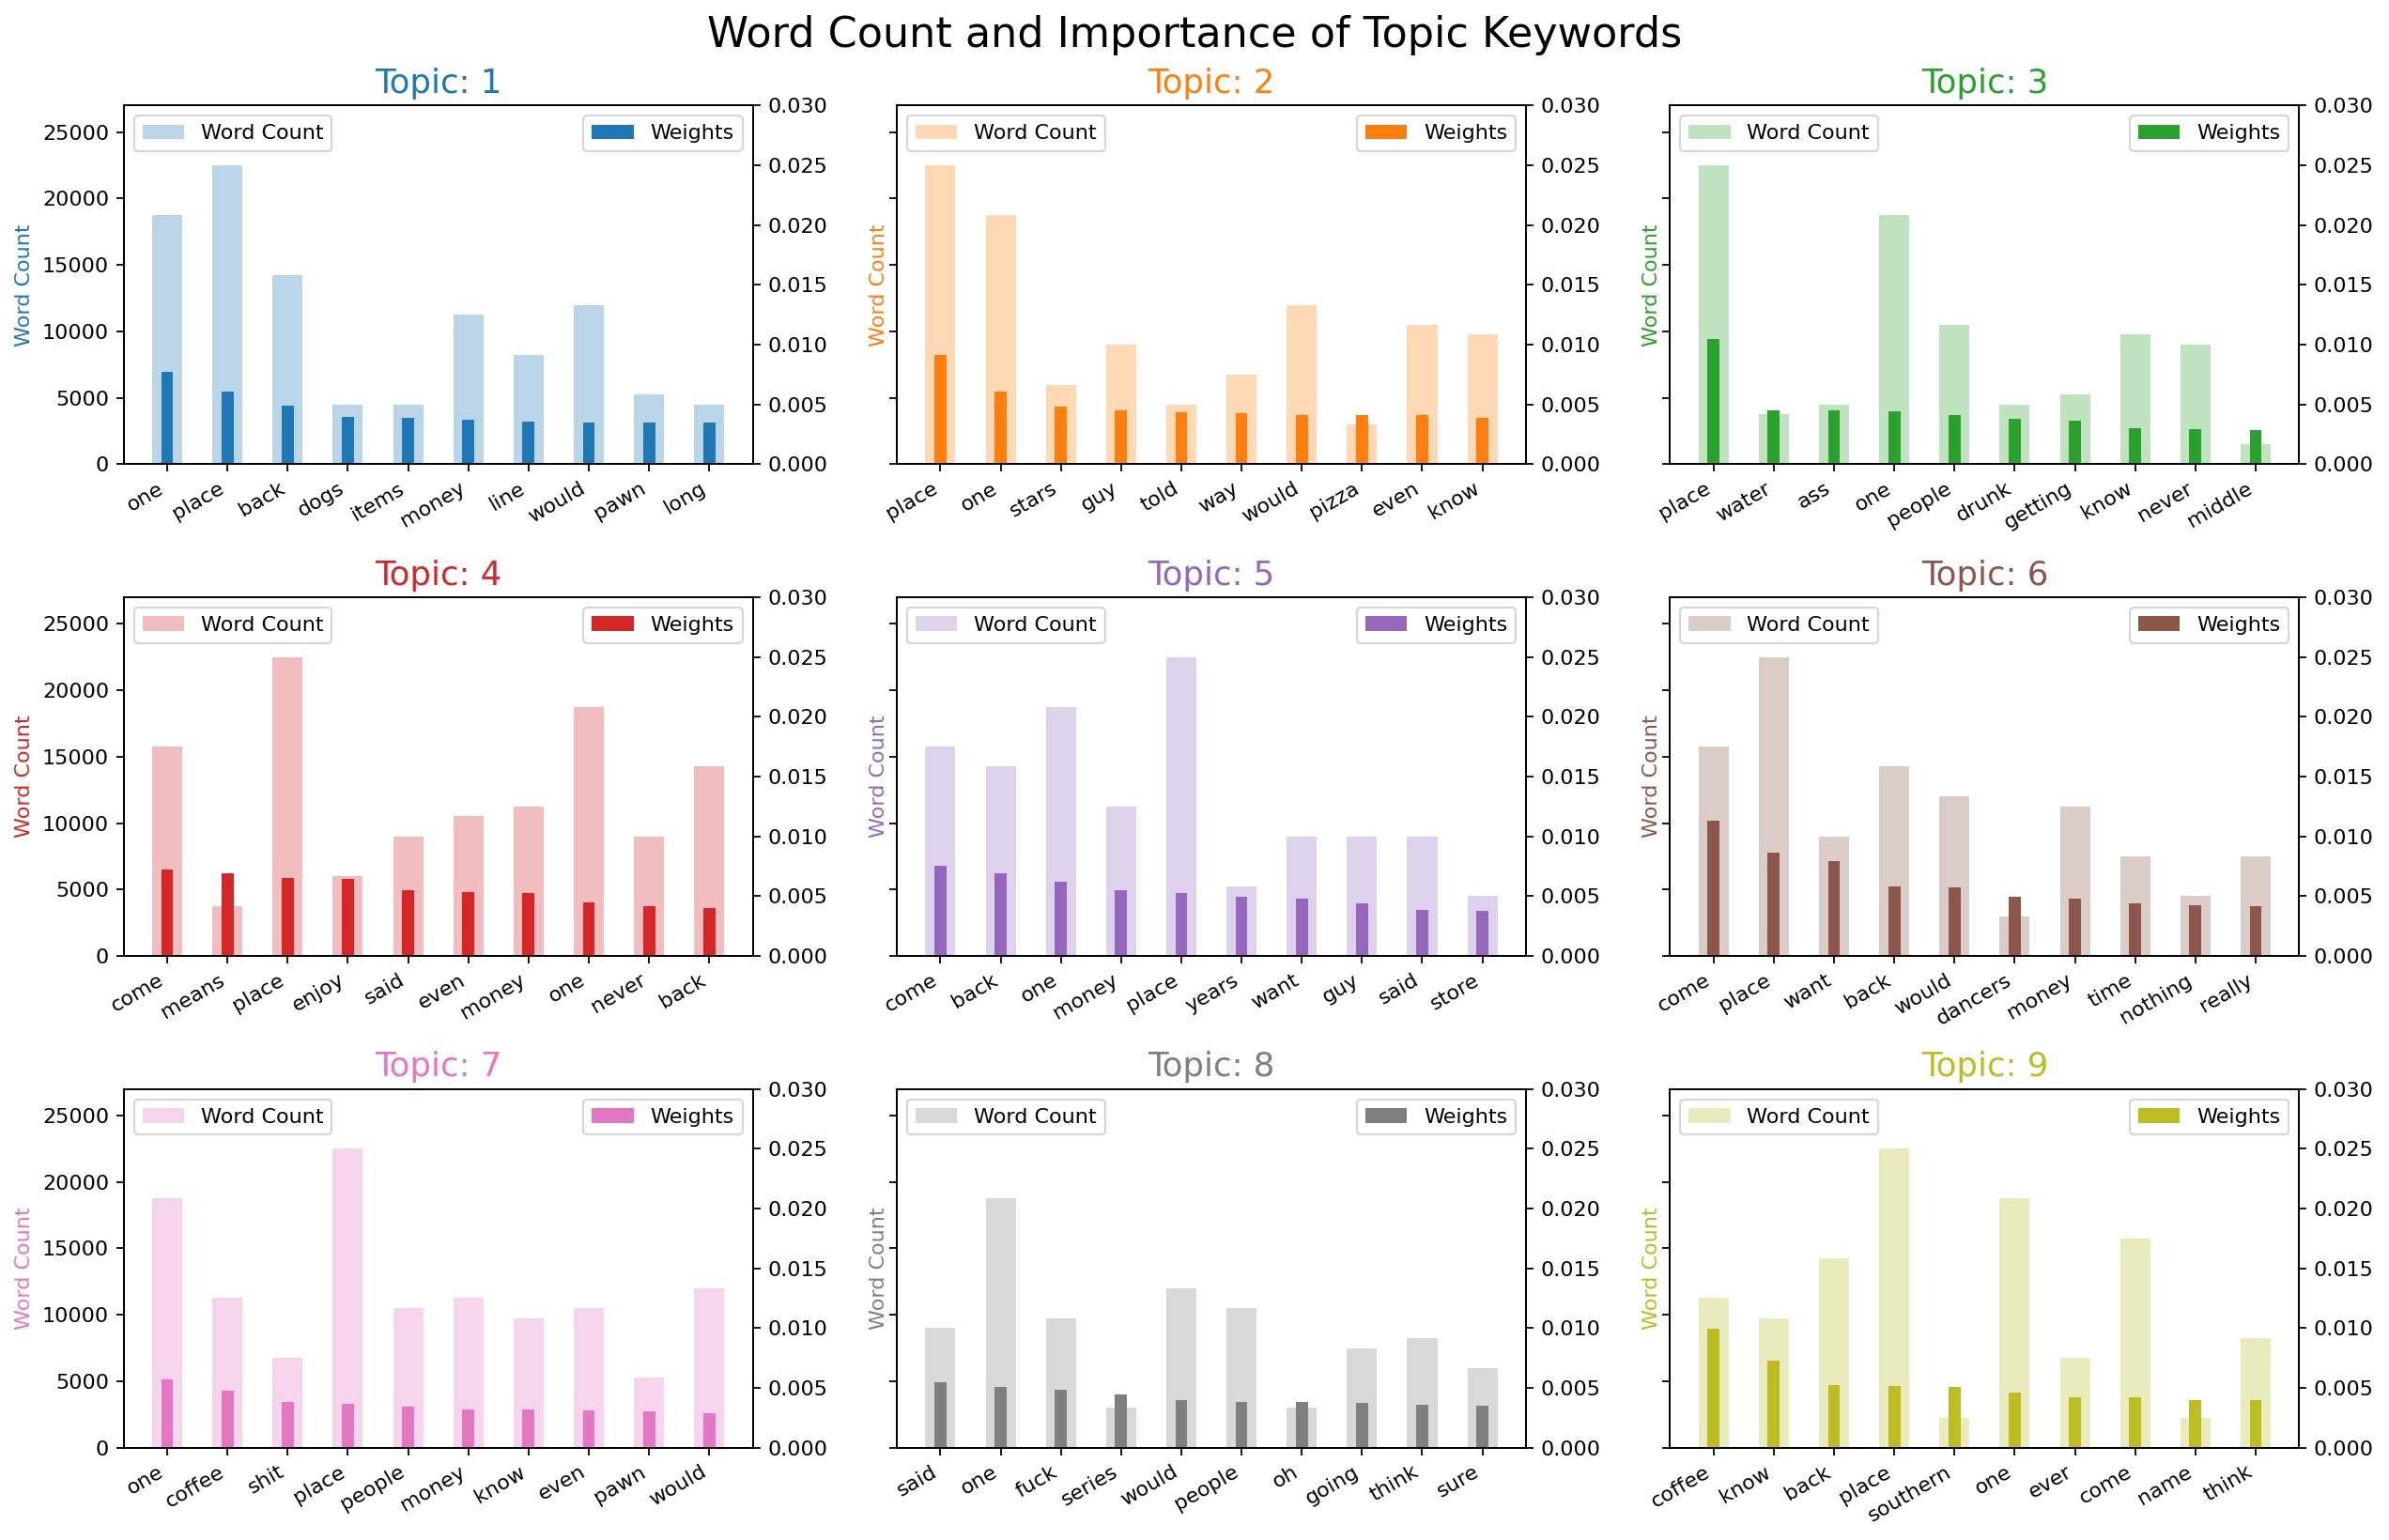 Word Count and Importance of Topic Keywords
Topic: 1
Topic: 2
Topic: 3
Word Count
Weights
Word Count
Weights
Word Count
Weights
Word Count
25000
20000
15000
10000
5000
0
0.030
0.025
0.020
0.015
0.010
0.005
0.000
one place back dogs items money line would pawn long
Word Count
0.030
0.025
0.020
0.015
0.010
0.005
0.000
place one stars guy told way would pizza even know
Word Count
0.030
0.025
0.020
0.015
0.010
0.005
0.000
place water ass one people drunk getting know never middle
Topic: 4
Topic: 5
Topic: 6
Word Count
Weights
Word Count
Weights
Word Count
Weights
Word Count
25000
20000
15000
10000
5000
0
0.030
0.025
0.020
0.015
0.010
0.005
0.000
come means place enjoy said even money one never back
Word Count
0.030
0.025
0.020
0.015
0.010
0.005
0.000
come back one money place years want guy said store
Word Count
0.030
0.025
0.020
0.015
0.010
0.005
0.000
come place want back would dancers money time nothing really
Topic: 7
Topic: 8
Topic: 9
Word Count
Weights
Word Count
Weights
Word Count
Weights
Word Count
25000
20000
15000
10000
5000
0
0.030
0.025
0.020
0.015
0.010
0.005
0.000
one coffee shit place people money know even pawn would
Word Count
0.030
0.025
0.020
0.015
0.010
0.005
0.000
said one fuck series would people oh going think sure
Word Count
0.030
0.025
0.020
0.015
0.010
0.005
0.000
coffee know back place southern one ever come name think